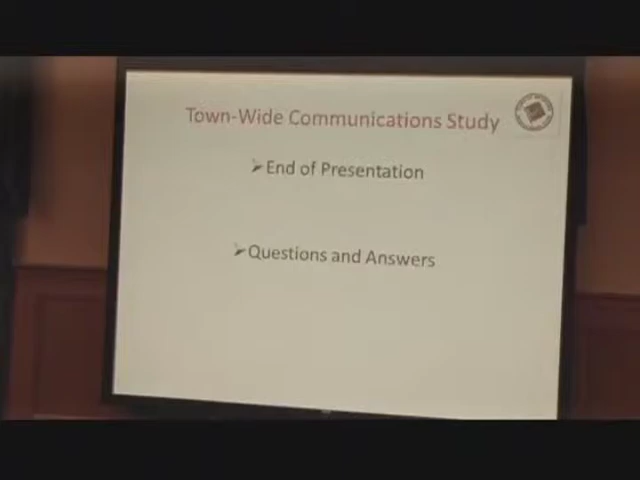 Town-Wide Communications Study
➢End of Presentation
➢Questions and Answers